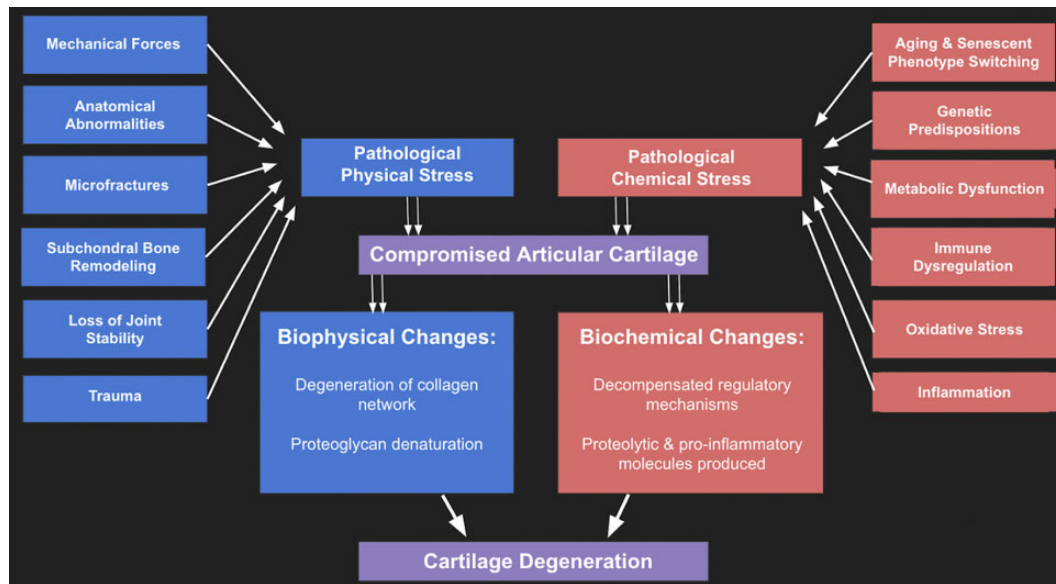 Mechanical Forces
Anatomical
Abnormalities
Microfractures
Subchondral Bone
Remodeling
Loss of Joint
Stability
Trauma
Pathological
Physical Stress
Pathological
Chemical Stress
Aging & Senescent
Phenotype Switching
Genetic
Predispositions
Metabolic Dysfunction
Immune
Dysregulation
Oxidative Stress
Inflammation
Compromised Articular Cartilage
Biophysical Changes:
Degeneration of collagen
network
Proteoglycan denaturation
Biochemical Changes:
Decompensated regulatory
mechanisms
Proteolytic & pro-inflammatory
molecules produced
Cartilage Degeneration